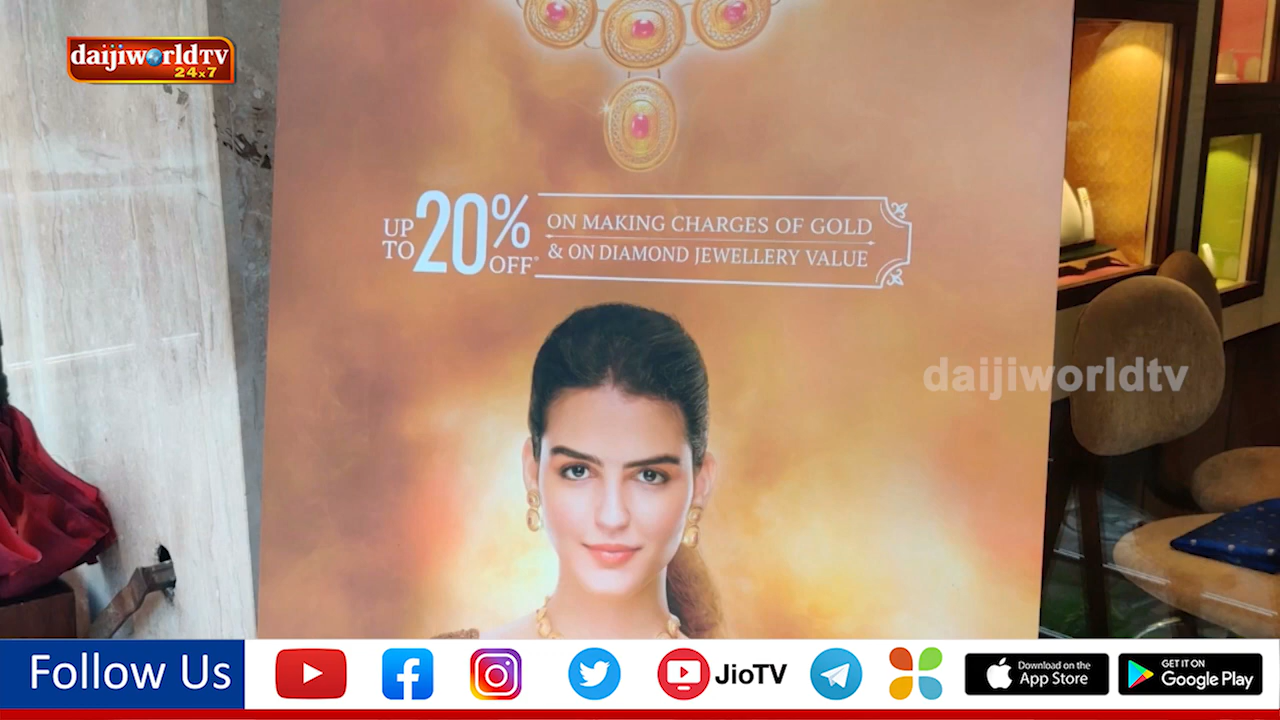 daijiworldTV
24x7
UP TO 20% OFF*
ON MAKING CHARGES OF GOLD
& ON DIAMOND JEWELLERY VALUE
daijiworldtv
Follow Us
JioTV
Download on the
App Store
GET IT ON
Google Play